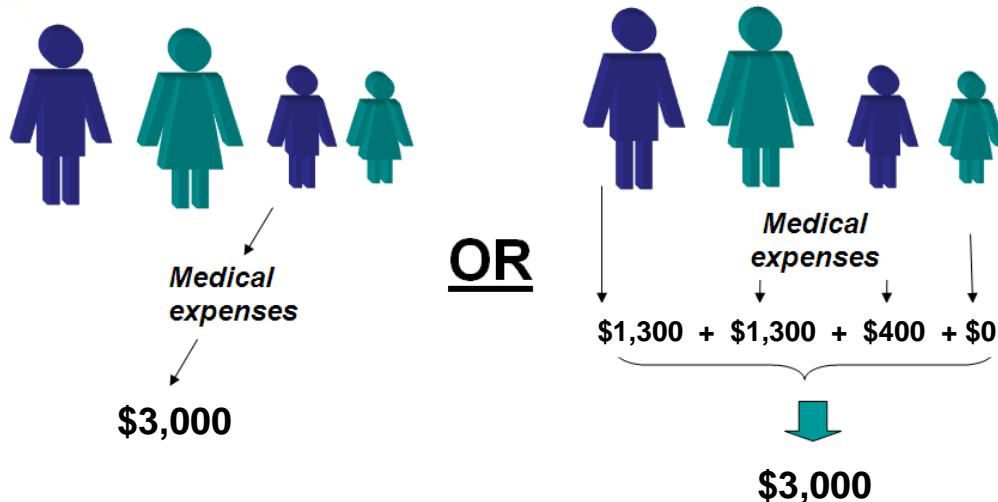 Medical
expenses
$3,000
OR
Medical
expenses
$1,300 + $1,300 + $400 + $0
$3,000